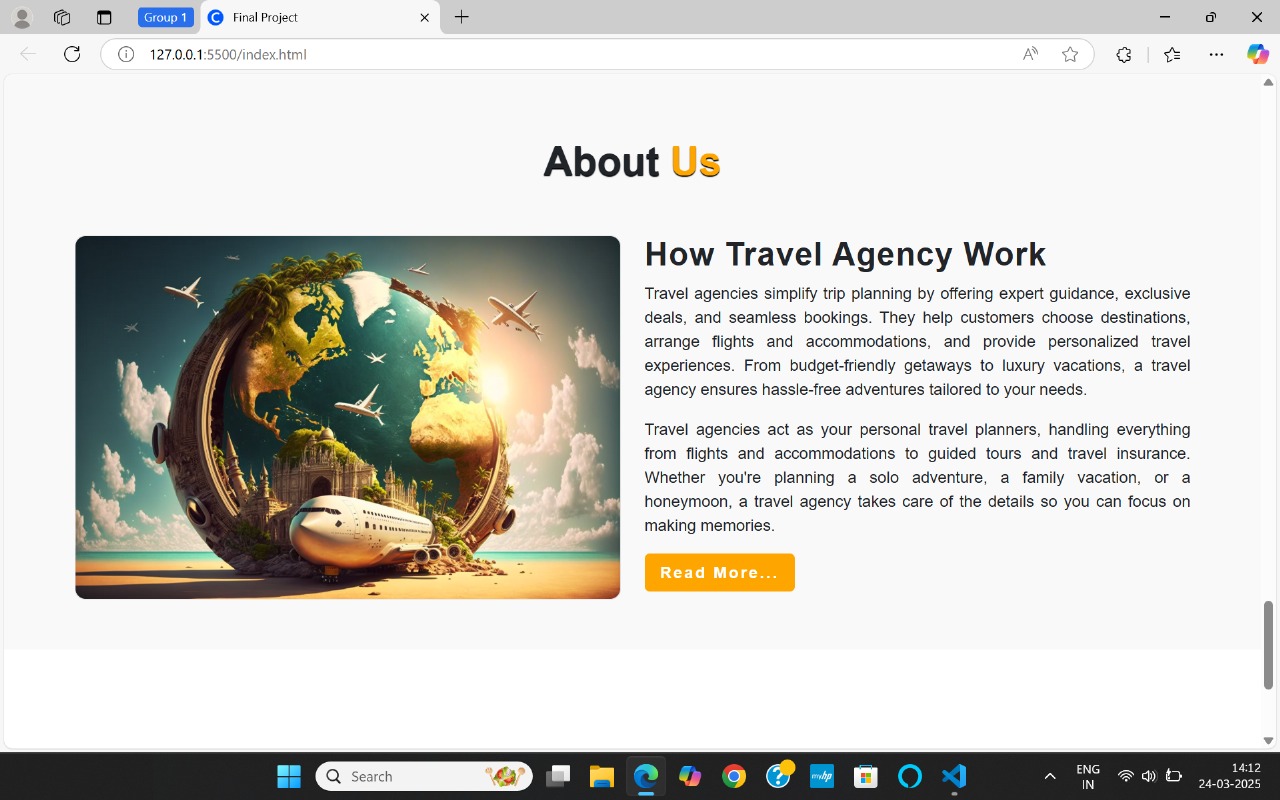 Group 1
Final Project
127.0.0.1:5500/index.html
About Us
How Travel Agency Work
Travel agencies simplify trip planning by offering expert guidance, exclusive
deals, and seamless bookings. They help customers choose destinations,
arrange flights and accommodations, and provide personalized travel
experiences. From budget-friendly getaways to luxury vacations, a travel
agency ensures hassle-free adventures tailored to your needs.
Travel agencies act as your personal travel planners, handling everything
from flights and accommodations to guided tours and travel insurance.
Whether you're planning a solo adventure, a family vacation, or a
honeymoon, a travel agency takes care of the details so you can focus on
making memories.
Read More...
Search
myhp
ENG
IN
14:12
24-03-2025